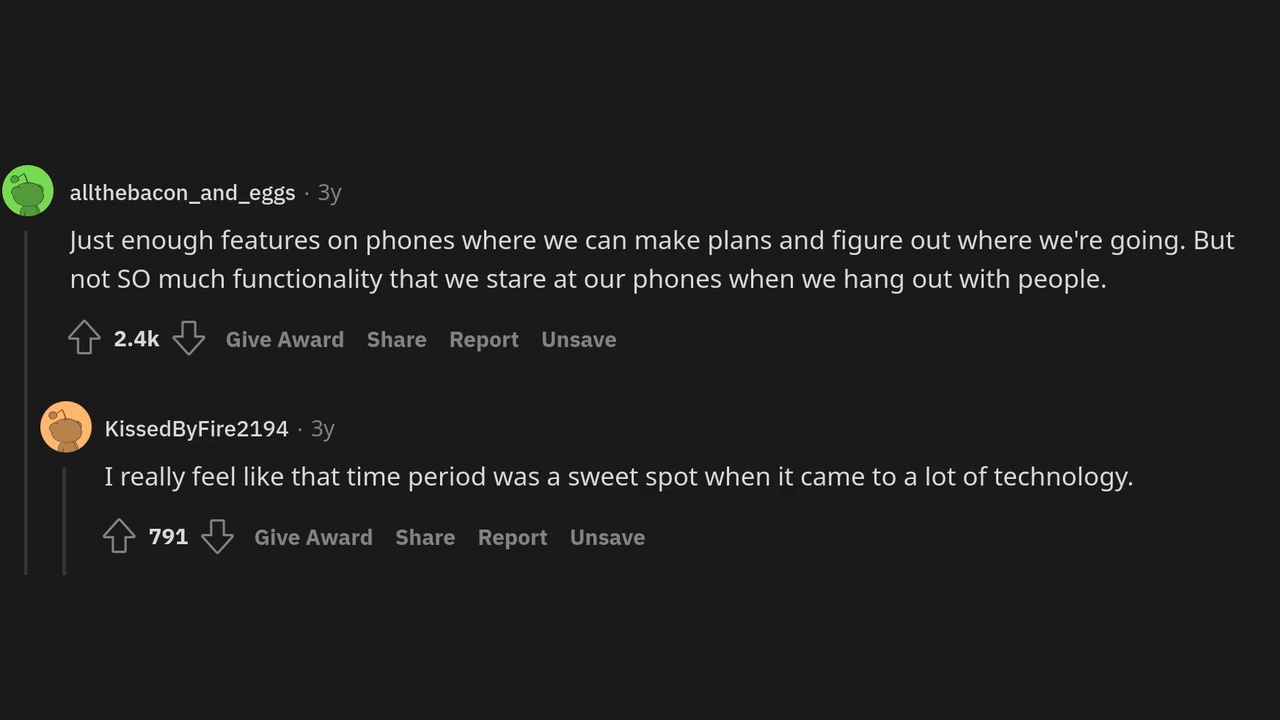 allthebacon_and_eggs · 3y
Just enough features on phones where we can make plans and figure out where we're going. But
not SO much functionality that we stare at our phones when we hang out with people.
2.4k Give Award Share Report Unsave
KissedByFire2194 · 3y
I really feel like that time period was a sweet spot when it came to a lot of technology.
791 Give Award Share Report Unsave